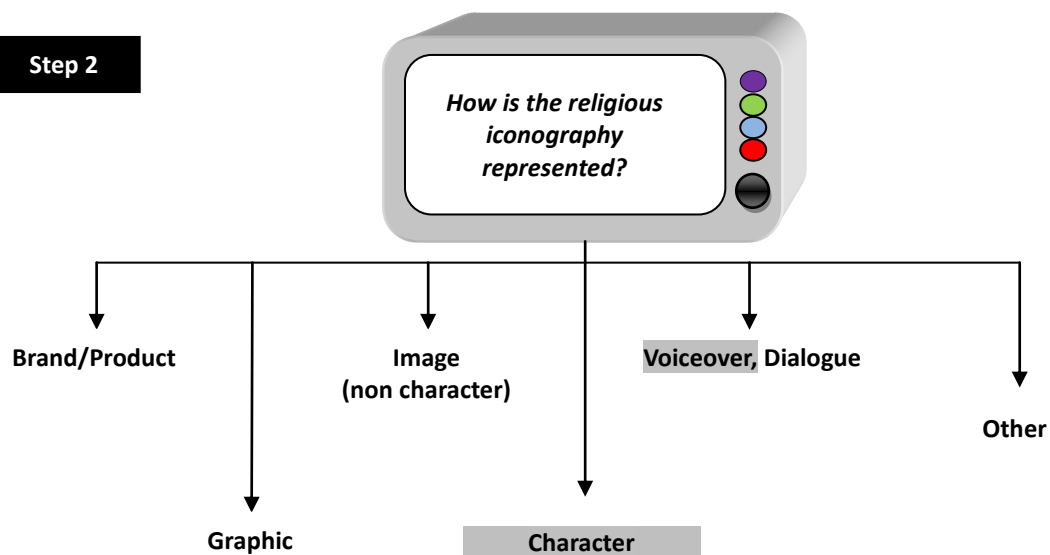 Step 2
How is the religious
iconography
represented?
Brand/Product
Image
(non character)
Voiceover, Dialogue
Other
Graphic
Character